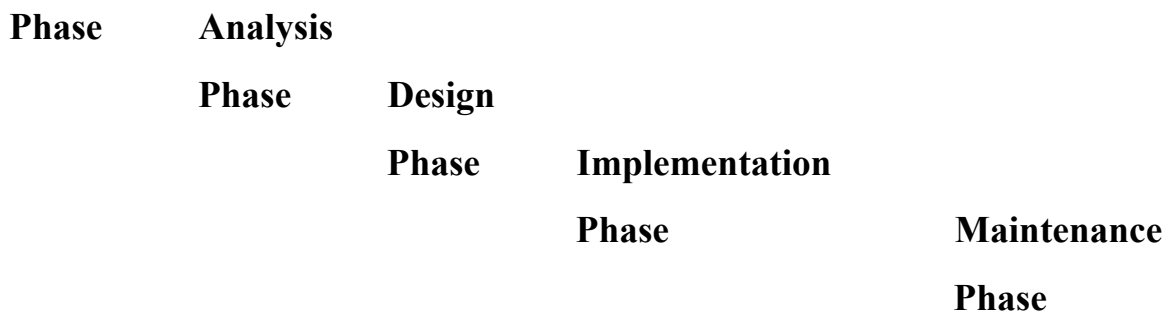 Phase Analysis
Phase Design
Phase Implementation
Phase Maintenance
Phase